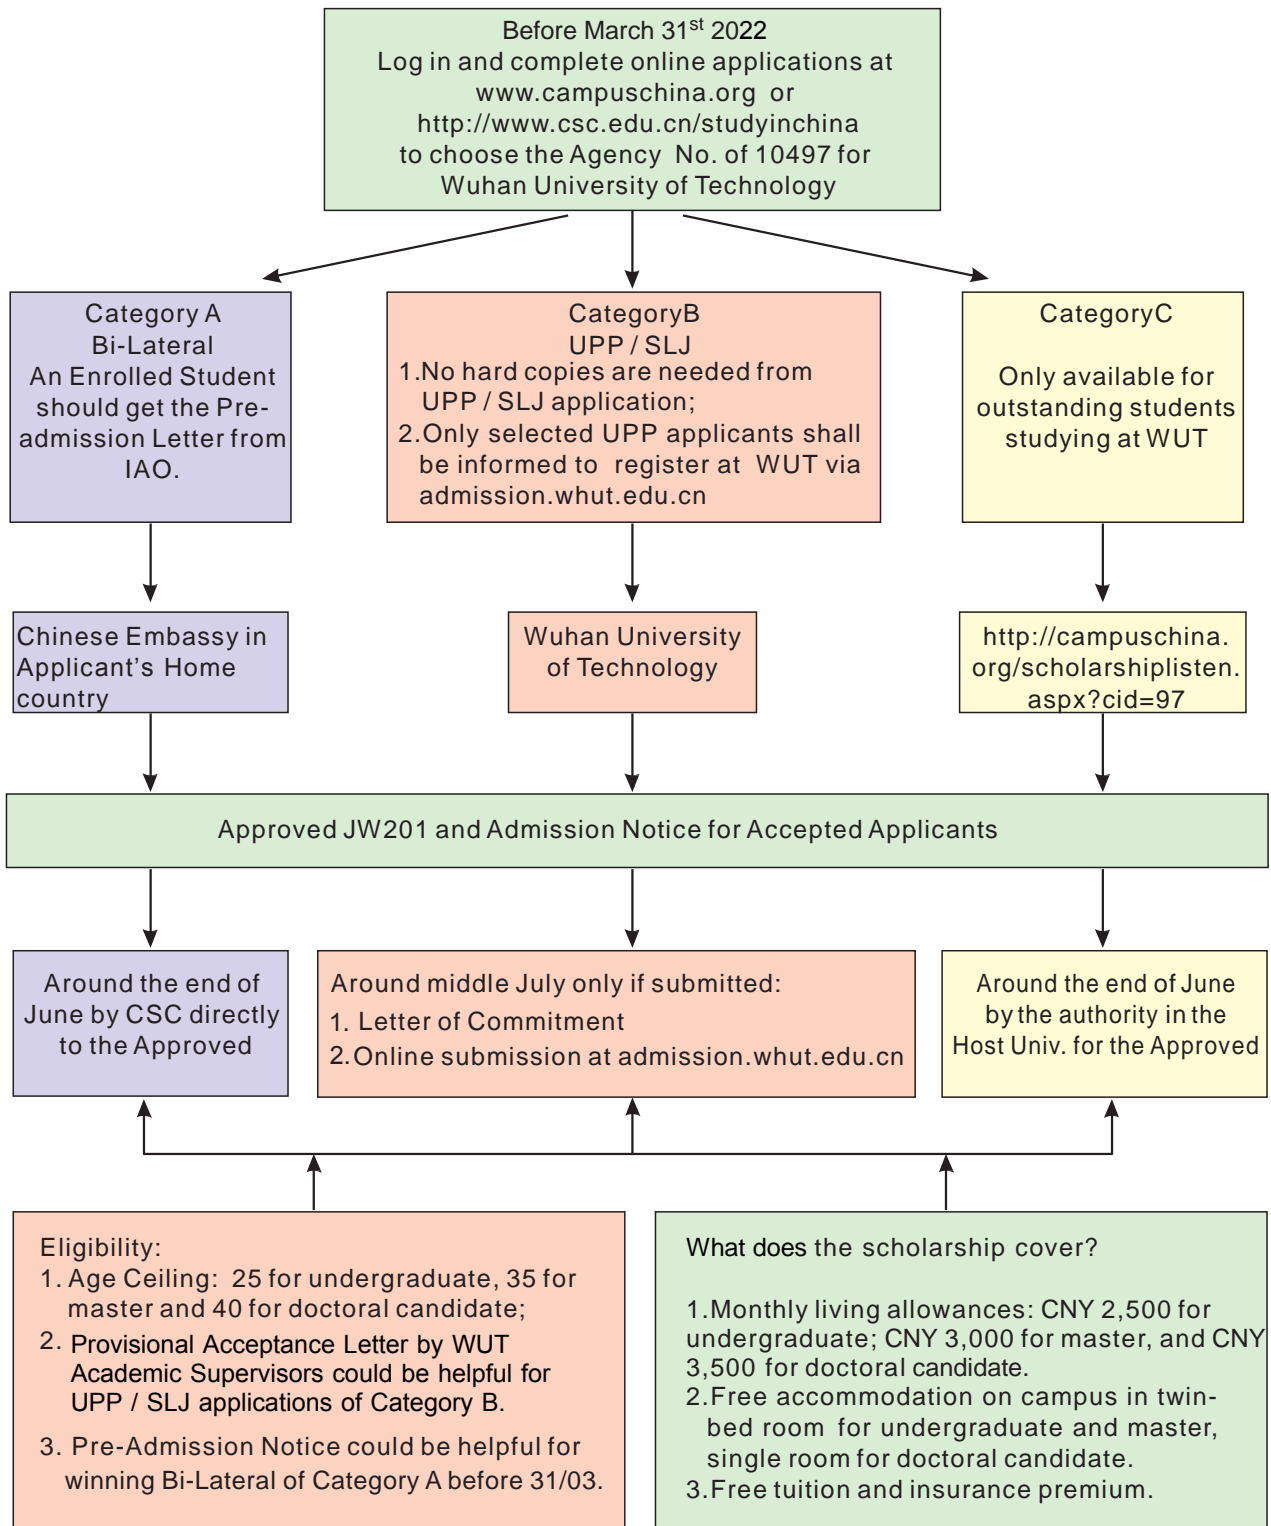 Before March 31st 2022
Log in and complete online applications at
www.campuschina.org or
http://www.csc.edu.cn/studyinchina
to choose the Agency No. of 10497 for
Wuhan University of Technology
Category A
Bi-Lateral
An Enrolled Student
should get the Pre-
admission Letter from
IAO.
CategoryB
UPP / SLJ
1.No hard copies are needed from
UPP / SLJ application;
2.Only selected UPP applicants shall
be informed to register at WUT via
admission.whut.edu.cn
CategoryC
Only available for
outstanding students
studying at WUT
Chinese Embassy in
Applicant's Home
country
Wuhan University
of Technology
http://campuschina.
org/scholarshiplisten.
aspx?cid=97
Approved JW201 and Admission Notice for Accepted Applicants
Around the end of
June by CSC directly
to the Approved
Around middle July only if submitted:
1. Letter of Commitment
2.Online submission at admission.whut.edu.cn
Around the end of June
by the authority in the
Host Univ. for the Approved
Eligibility:
1. Age Ceiling: 25 for undergraduate, 35 for
master and 40 for doctoral candidate;
2. Provisional Acceptance Letter by WUT
Academic Supervisors could be helpful for
UPP / SLJ applications of Category B.
3. Pre-Admission Notice could be helpful for
winning Bi-Lateral of Category A before 31/03.
What does the scholarship cover?
1.Monthly living allowances: CNY 2,500 for
undergraduate; CNY 3,000 for master, and CNY
3,500 for doctoral candidate.
2.Free accommodation on campus in twin-
bed room for undergraduate and master,
single room for doctoral candidate.
3.Free tuition and insurance premium.